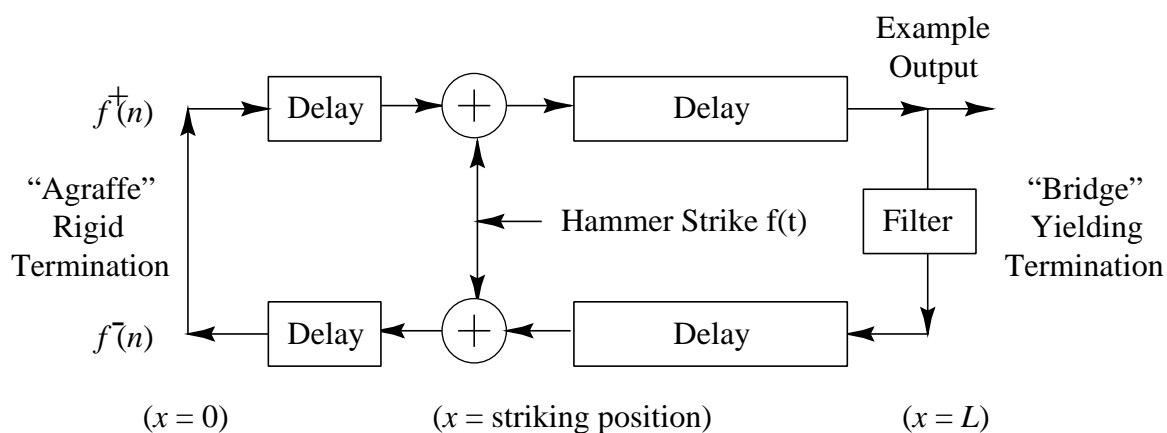 Example
Output
f⁺(n)
Delay
+
Delay
“Agraffe”
Rigid
Termination
Hammer Strike f(t)
Filter
“Bridge”
Yielding
Termination
f⁻(n)
Delay
+
Delay
(x = 0)
(x = striking position)
(x = L)